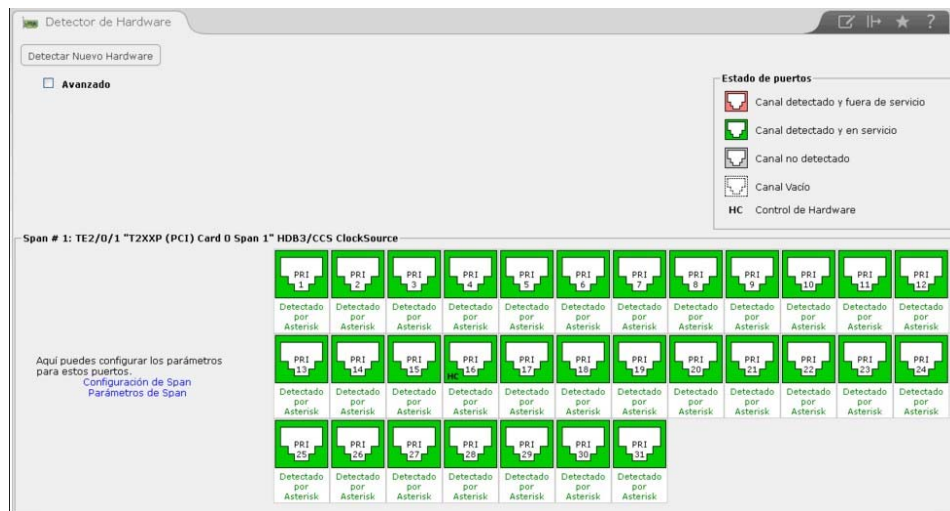 Detector de Hardware
?
Detectar Nuevo Hardware
Avanzado
Estado de puertos
Canal detectado y fuera de servicio
Canal detectado y en servicio
Canal no detectado
Canal Vacío
HC Control de Hardware
Span # 1: TE2/0/1 "T2XXP (PCI) Card 0 Span 1" HDB3/CCS ClockSource
Aquí puedes configurar los parámetros
para estos puertos.
Configuración de Span
Parámetros de Span
PRI PRI PRI PRI PRI PRI PRI PRI PRI PRI PRI PRI
1 2 3 4 5 6 7 8 9 10 11 12
Detectado Detectado Detectado Detectado Detectado Detectado Detectado Detectado Detectado Detectado Detectado Detectado
por por por por por por por por por por por por
Asterisk Asterisk Asterisk Asterisk Asterisk Asterisk Asterisk Asterisk Asterisk Asterisk Asterisk Asterisk
PRI PRI PRI PRI PRI PRI PRI PRI PRI PRI PRI PRI
13 14 15 HC 16 17 18 19 20 21 22 23 24
Detectado Detectado Detectado Detectado Detectado Detectado Detectado Detectado Detectado Detectado Detectado Detectado
por por por por por por por por por por por por
Asterisk Asterisk Asterisk Asterisk Asterisk Asterisk Asterisk Asterisk Asterisk Asterisk Asterisk Asterisk
PRI PRI PRI PRI PRI PRI PRI
25 26 27 28 29 30 31
Detectado Detectado Detectado Detectado Detectado Detectado Detectado
por por por por por por por
Asterisk Asterisk Asterisk Asterisk Asterisk Asterisk Asterisk